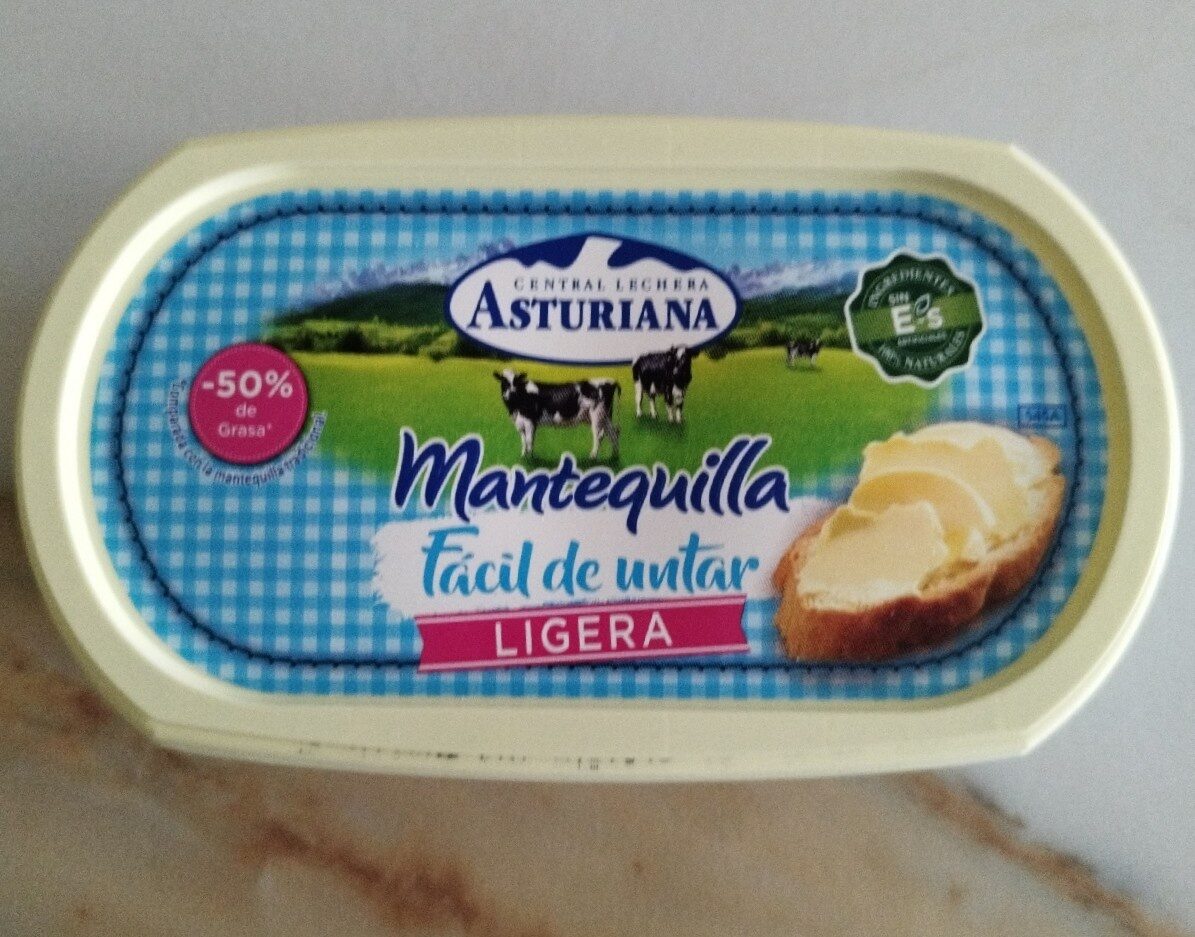 CENTRAL LECHERA
ASTURIANA
INGREDIENTES
SIN
E's
100% NATURALES
-50%
de
Grasa*
Comparada con la mantequilla tradicional
Mantequilla
Fácil de untar
LIGERA